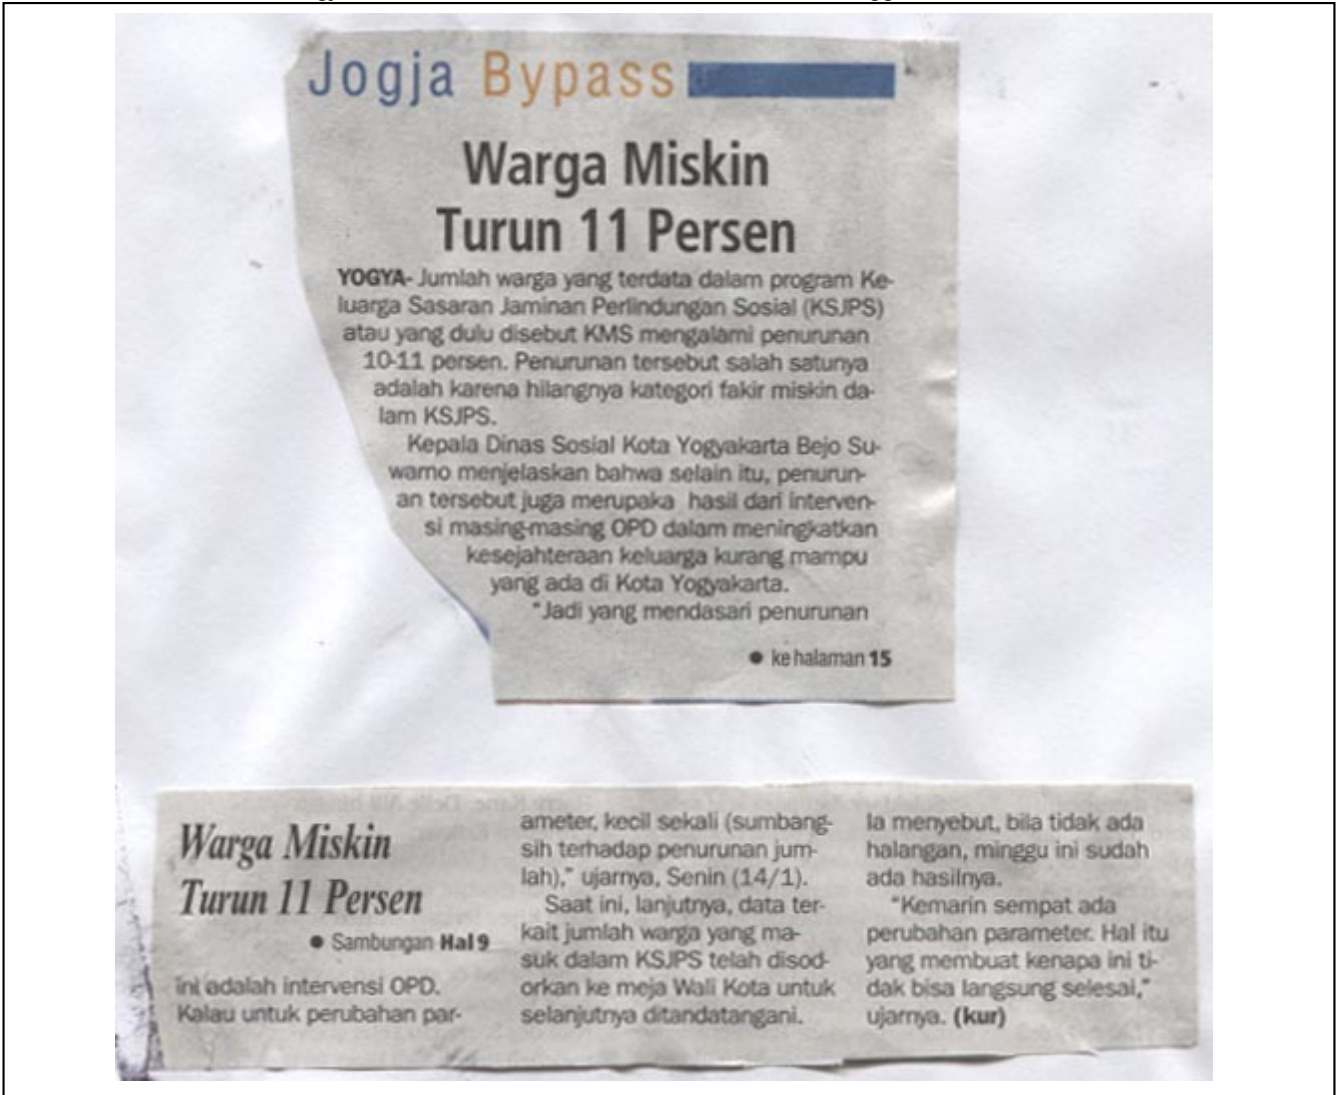 Jogja Bypass
Warga Miskin
Turun 11 Persen
YOGYA- Jumlah warga yang terdata dalam program Ke-
luarga Sasaran Jaminan Perlindungan Sosial (KSJPS)
atau yang dulu disebut KMS mengalami penurunan
10-11 persen. Penurunan tersebut salah satunya
adalah karena hilangnya kategori fakir miskin da-
lam KSJPS.
Kepala Dinas Sosial Kota Yogyakarta Bejo Su-
warno menjelaskan bahwa selain itu, penurun-
an tersebut juga merupaka hasil dari interven-
si masing-masing OPD dalam meningkatkan
kesejahteraan keluarga kurang mampu
yang ada di Kota Yogyakarta.
"Jadi yang mendasari penurunan
● ke halaman 15
Warga Miskin
Turun 11 Persen
● Sambungan Hal 9
ini adalah intervensi OPD.
Kalau untuk perubahan par-
ameter, kecil sekali (sumbang-
sih terhadap penurunan jum-
lah)," ujarnya, Senin (14/1).
Saat ini, lanjutnya, data ter-
kait jumlah warga yang ma-
suk dalam KSJPS telah disod-
orkan ke meja Wali Kota untuk
selanjutnya ditandatangani.
Ia menyebut, bila tidak ada
halangan, minggu ini sudah
ada hasilnya.
"Kemarin sempat ada
perubahan parameter. Hal itu
yang membuat kenapa ini ti-
dak bisa langsung selesai,"
ujarnya. (kur)